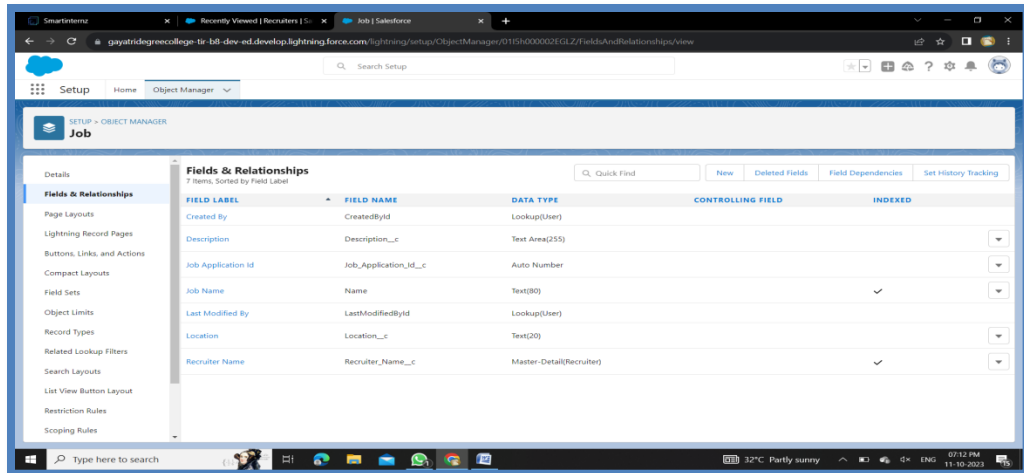 Smartinternz
Recently Viewed | Recruiters | Sa
Job | Salesforce
gayatridegreecollege-tir-b8-dev-ed.develop.lightning.force.com/lightning/setup/ObjectManager/01I5h000002EGLZ/FieldsAndRelationships/view
Search Setup
Setup Home Object Manager
SETUP > OBJECT MANAGER
Job
Details
Fields & Relationships
Page Layouts
Lightning Record Pages
Buttons, Links, and Actions
Compact Layouts
Field Sets
Object Limits
Record Types
Related Lookup Filters
Search Layouts
List View Button Layout
Restriction Rules
Scoping Rules
Fields & Relationships
7 Items, Sorted by Field Label
Quick Find New Deleted Fields Field Dependencies Set History Tracking
FIELD LABEL FIELD NAME DATA TYPE CONTROLLING FIELD INDEXED
Created By CreatedById Lookup(User)
Description Description__c Text Area(255)
Job Application Id Job_Application_Id__c Auto Number
Job Name Name Text(80)
Last Modified By LastModifiedById Lookup(User)
Location Location__c Text(20)
Recruiter Name Recruiter_Name__c Master-Detail(Recruiter)
Type here to search
32°C Partly sunny ENG 07:12 PM
11-10-2023
15